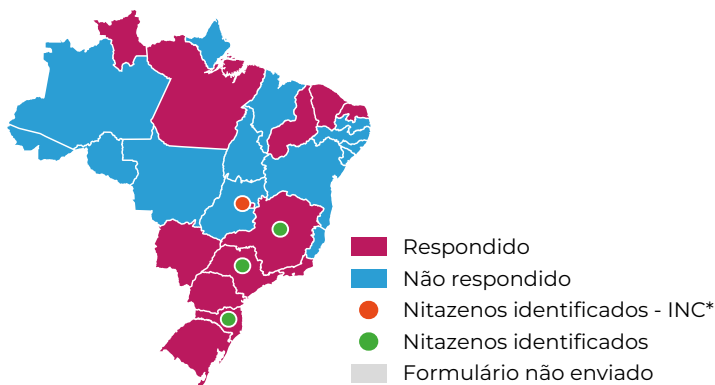 Respondido
Não respondido
Nitazenos identificados - INC*
Nitazenos identificados
Formulário não enviado